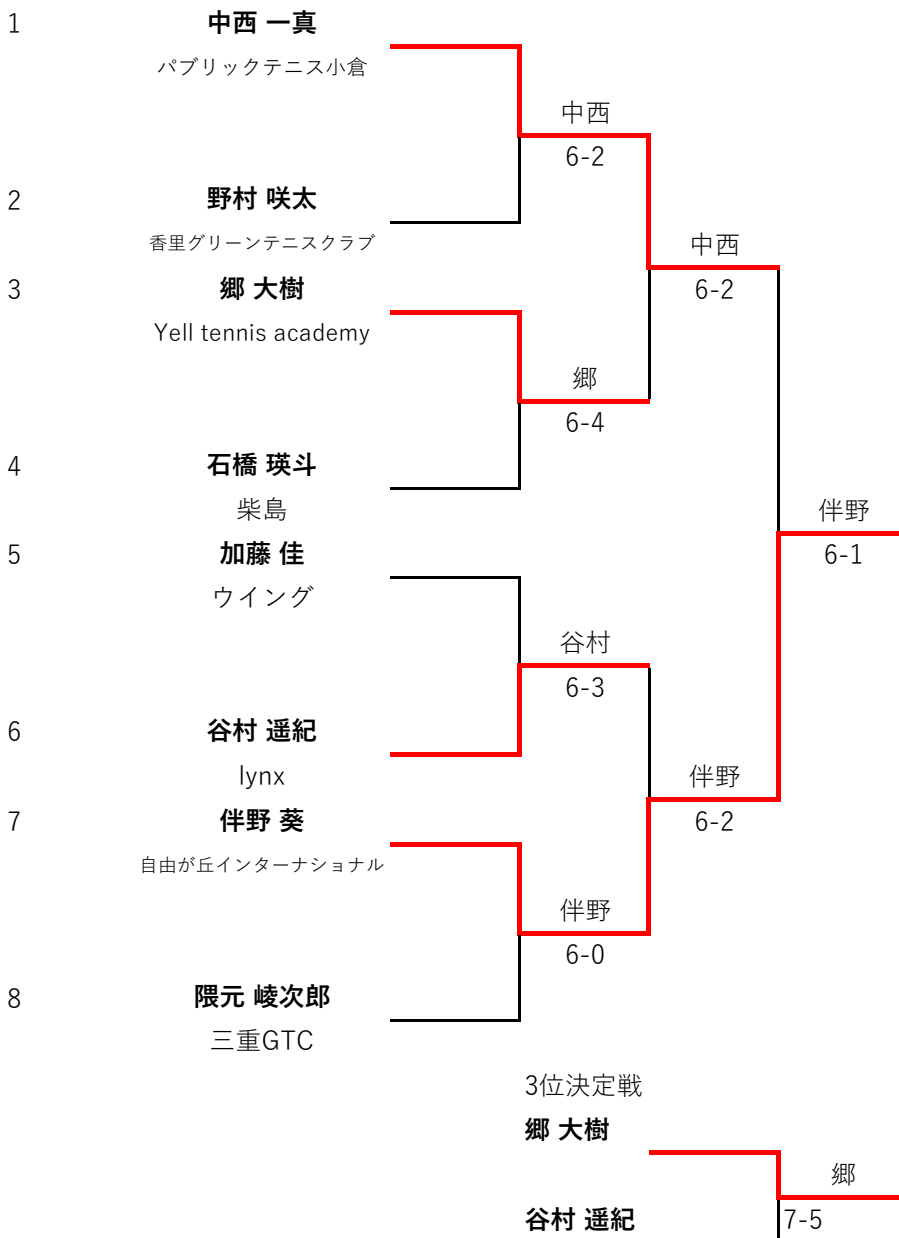 1
中西 一真
パブリックテニス小倉
中西
6-2
2
野村 咲太
香里グリーンテニスクラブ
中西
6-2
3
郷 大樹
Yell tennis academy
郷
6-4
4
石橋 瑛斗
柴島
伴野
6-1
5
加藤 佳
ウイング
谷村
6-3
6
谷村 遥紀
lynx
伴野
6-2
7
伴野 葵
自由が丘インターナショナル
伴野
6-0
8
隈元 崚次郎
三重GTC
3位決定戦
郷 大樹
郷
谷村 遥紀
7-5